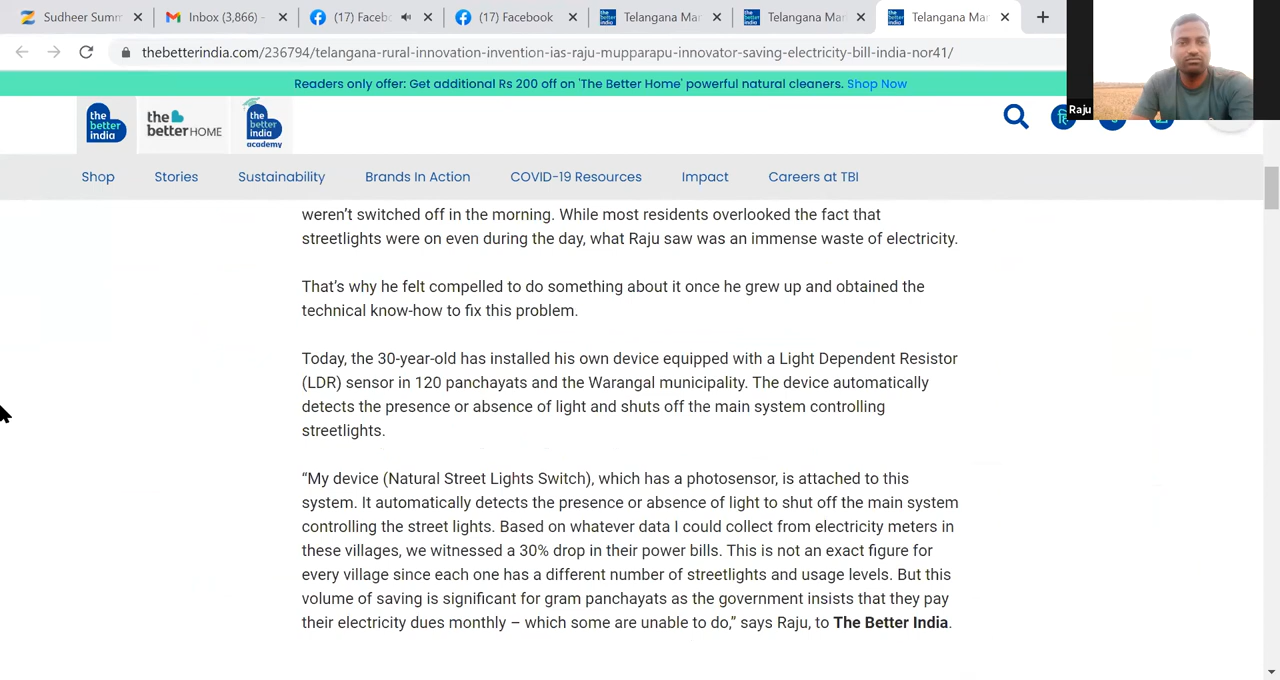 Sudheer Summ
Inbox (3,866) -
(17) Faceb
(17) Facebook
Telangana Mar
Telangana Mar
Telangana Mar
thebetterindia.com/236794/telangana-rural-innovation-invention-ias-raju-mupparapu-innovator-saving-electricity-bill-india-nor41/
Readers only offer: Get additional Rs 200 off on 'The Better Home' powerful natural cleaners. Shop Now
Raju
the better india
the better HOME
the better india academy
हिं
Shop
Stories
Sustainability
Brands In Action
COVID-19 Resources
Impact
Careers at TBI
weren’t switched off in the morning. While most residents overlooked the fact that
streetlights were on even during the day, what Raju saw was an immense waste of electricity.
That’s why he felt compelled to do something about it once he grew up and obtained the
technical know-how to fix this problem.
Today, the 30-year-old has installed his own device equipped with a Light Dependent Resistor
(LDR) sensor in 120 panchayats and the Warangal municipality. The device automatically
detects the presence or absence of light and shuts off the main system controlling
streetlights.
“My device (Natural Street Lights Switch), which has a photosensor, is attached to this
system. It automatically detects the presence or absence of light to shut off the main system
controlling the street lights. Based on whatever data I could collect from electricity meters in
these villages, we witnessed a 30% drop in their power bills. This is not an exact figure for
every village since each one has a different number of streetlights and usage levels. But this
volume of saving is significant for gram panchayats as the government insists that they pay
their electricity dues monthly – which some are unable to do,” says Raju, to The Better India.